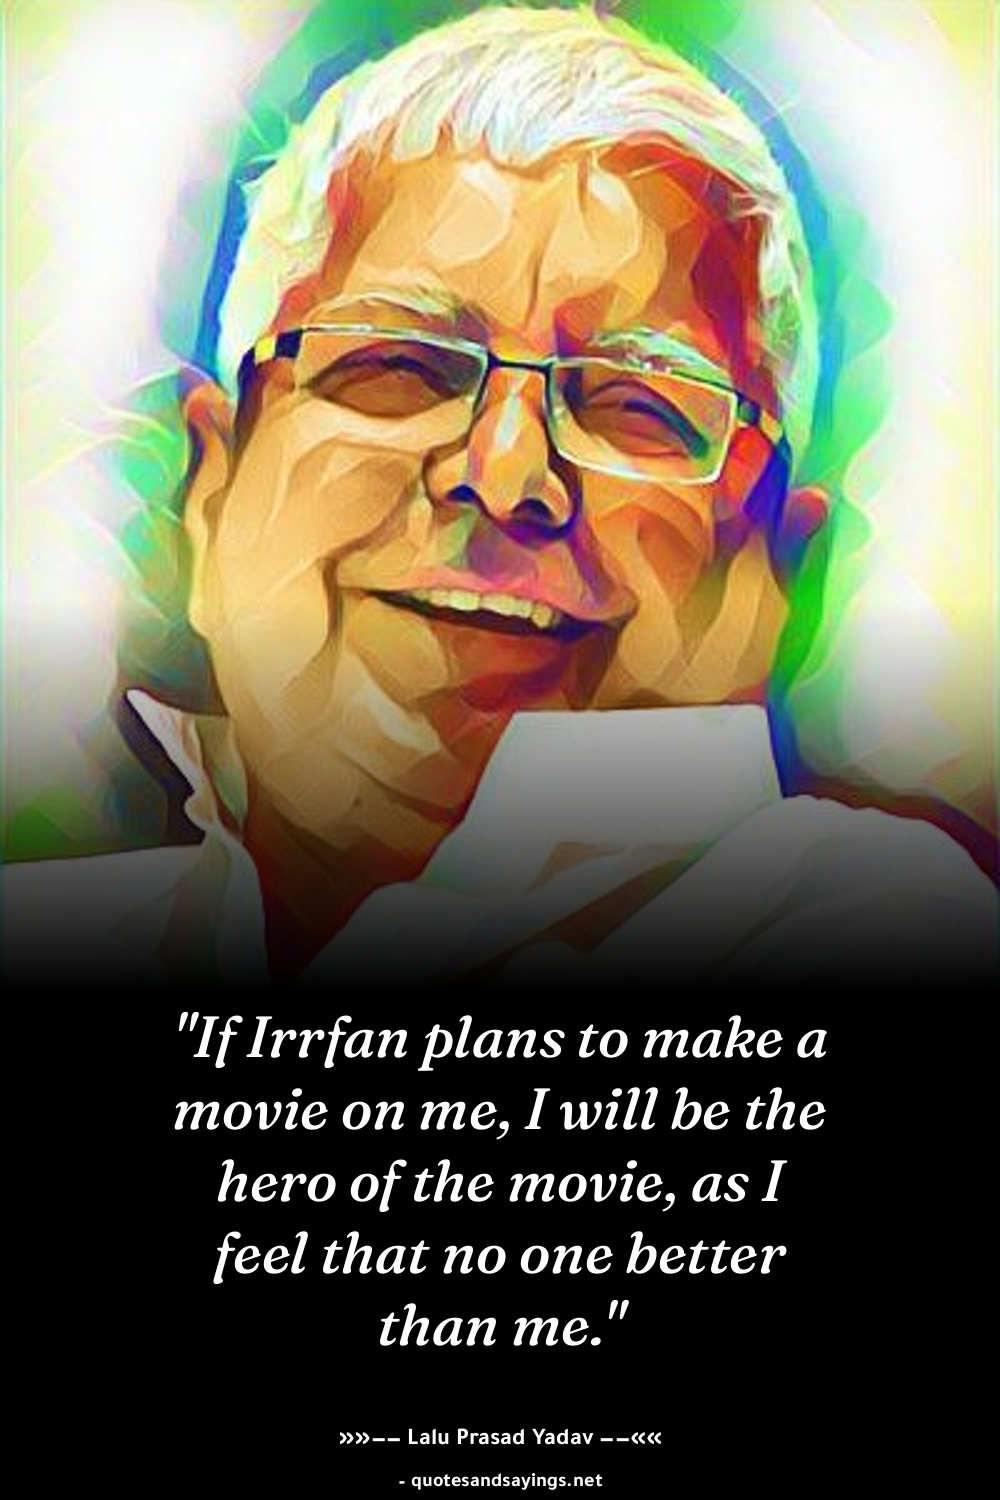 "If Irrfan plans to make a
movie on me, I will be the
hero of the movie, as I
feel that no one better
than me."
»»−− Lalu Prasad Yadav −−««
- quotesandsayings.net